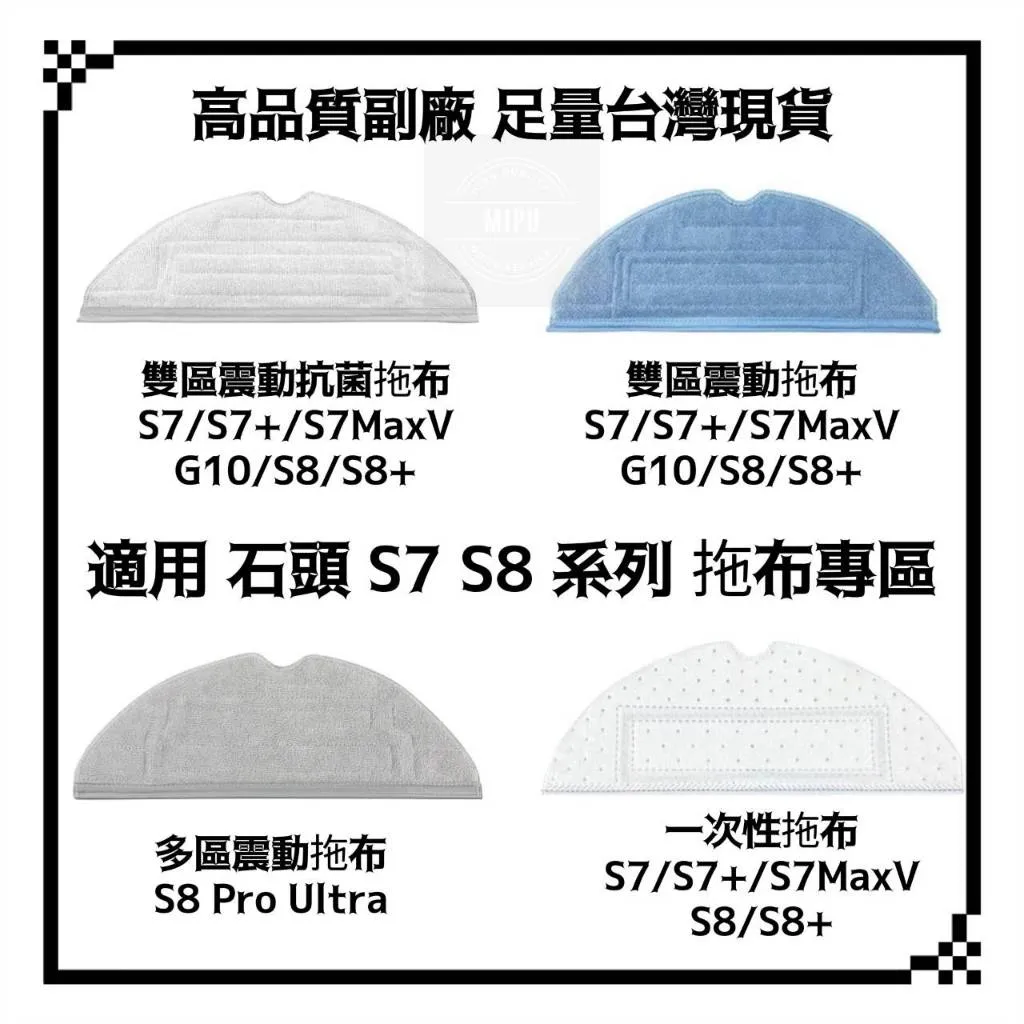 高品質副廠 足量台灣現貨
MIPU
雙區震動抗菌拖布
S7/S7+/S7MaxV
G10/S8/S8+
雙區震動拖布
S7/S7+/S7MaxV
G10/S8/S8+
適用 石頭 S7 S8 系列 拖布專區
多區震動拖布
S8 Pro Ultra
一次性拖布
S7/S7+/S7MaxV
S8/S8+